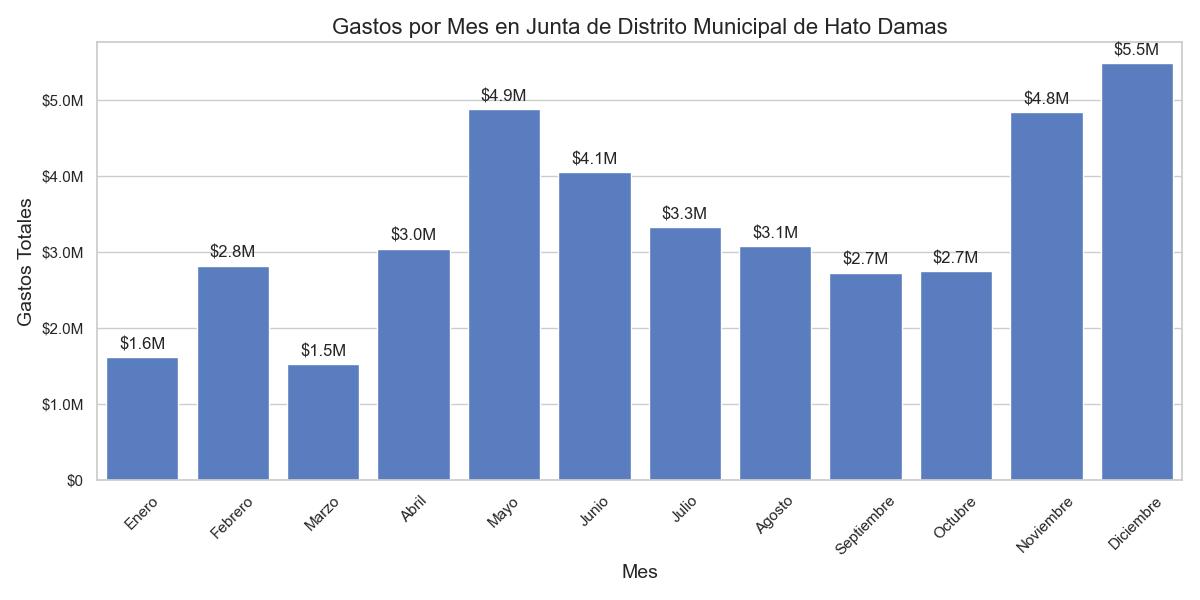 Gastos por Mes en Junta de Distrito Municipal de Hato Damas
Gastos Totales
$5.0M
$4.0M
$3.0M
$2.0M
$1.0M
$0
$1.6M
$2.8M
$1.5M
$3.0M
$4.9M
$4.1M
$3.3M
$3.1M
$2.7M
$2.7M
$4.8M
$5.5M
Enero
Febrero
Marzo
Abril
Mayo
Junio
Julio
Agosto
Septiembre
Octubre
Noviembre
Diciembre
Mes